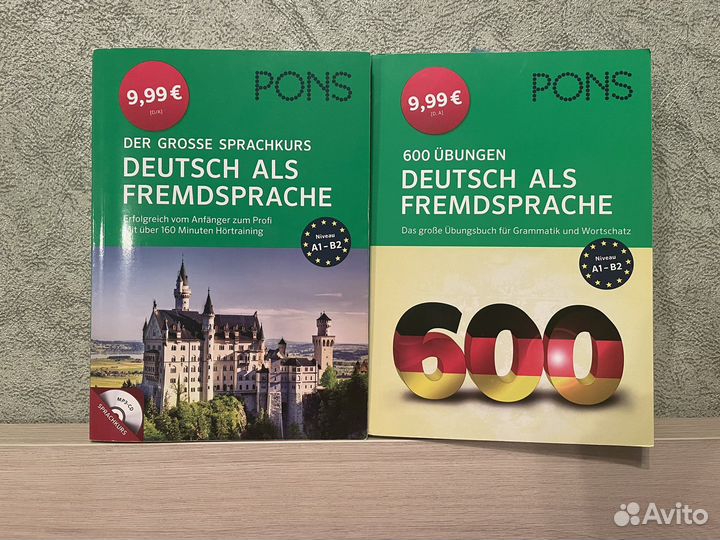 9,99 €
[D/A]
PONS
DER GROSSE SPRACHKURS
DEUTSCH ALS
FREMDSPRACHE
Erfolgreich vom Anfänger zum Profi
Mit über 160 Minuten Hörtraining
Niveau
A1 – B2
MP3-CD
SPRACHKURS
9,99 €
[D, A]
PONS
600 ÜBUNGEN
DEUTSCH ALS
FREMDSPRACHE
Das große Übungsbuch für Grammatik und Wortschatz
Niveau
A1 – B2
600
Avito